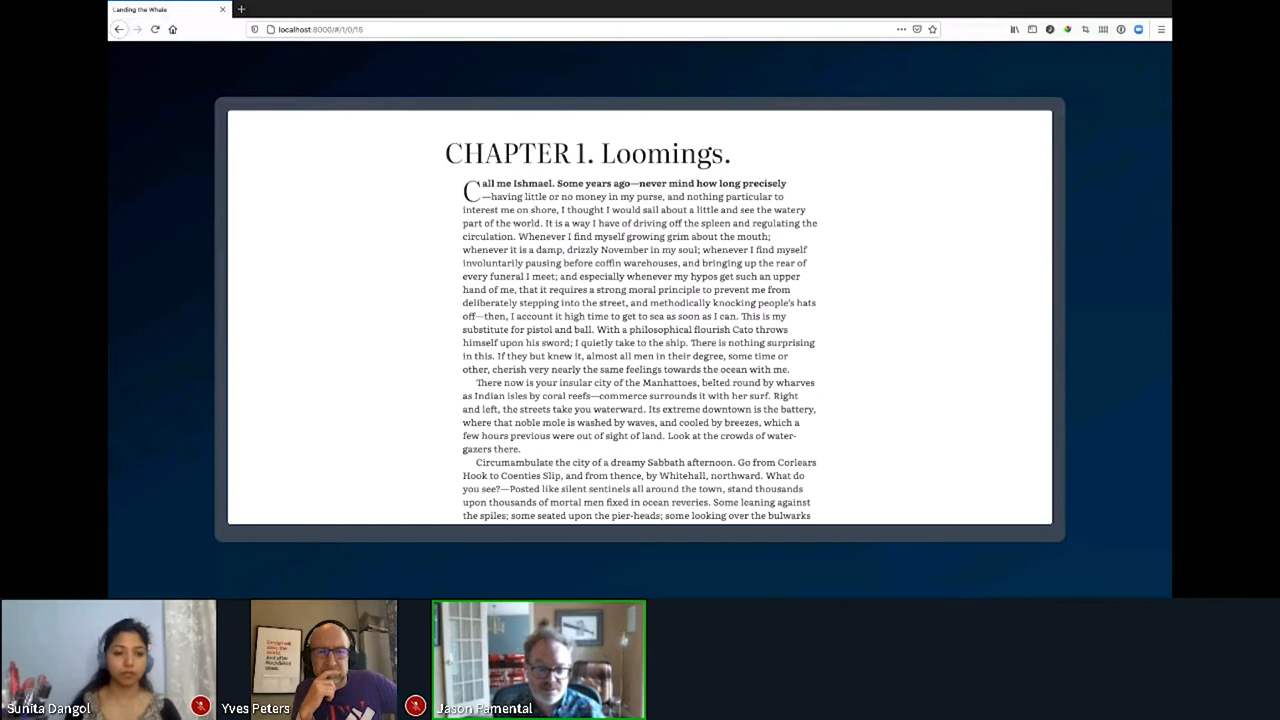 Landing the Whale
localhost:8000/#/1/0/15
CHAPTER 1. Loomings.
Call me Ishmael. Some years ago—never mind how long precisely
—having little or no money in my purse, and nothing particular to
interest me on shore, I thought I would sail about a little and see the watery
part of the world. It is a way I have of driving off the spleen and regulating the
circulation. Whenever I find myself growing grim about the mouth;
whenever it is a damp, drizzly November in my soul; whenever I find myself
involuntarily pausing before coffin warehouses, and bringing up the rear of
every funeral I meet; and especially whenever my hypos get such an upper
hand of me, that it requires a strong moral principle to prevent me from
deliberately stepping into the street, and methodically knocking people's hats
off—then, I account it high time to get to sea as soon as I can. This is my
substitute for pistol and ball. With a philosophical flourish Cato throws
himself upon his sword; I quietly take to the ship. There is nothing surprising
in this. If they but knew it, almost all men in their degree, some time or
other, cherish very nearly the same feelings towards the ocean with me.
There now is your insular city of the Manhattoes, belted round by wharves
as Indian isles by coral reefs—commerce surrounds it with her surf. Right
and left, the streets take you waterward. Its extreme downtown is the battery,
where that noble mole is washed by waves, and cooled by breezes, which a
few hours previous were out of sight of land. Look at the crowds of water-
gazers there.
Circumambulate the city of a dreamy Sabbath afternoon. Go from Corlears
Hook to Coenties Slip, and from thence, by Whitehall, northward. What do
you see?—Posted like silent sentinels all around the town, stand thousands
upon thousands of mortal men fixed in ocean reveries. Some leaning against
the spiles; some seated upon the pier-heads; some looking over the bulwarks
Sunita Dangol
Yves Peters
Jason Pamental